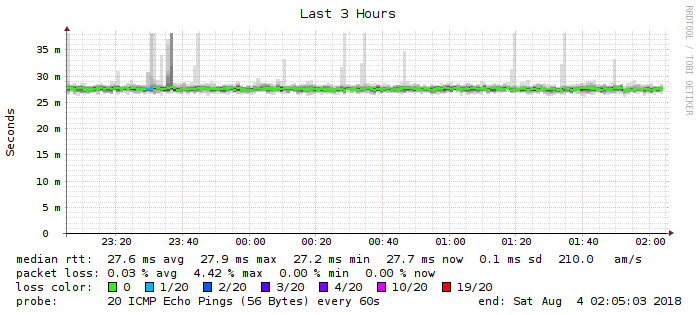 Last 3 Hours
RRDTOOL / TOBI OETIKER
Seconds
35 m
30 m
25 m
20 m
15 m
10 m
5 m
0
23:20 23:40 00:00 00:20 00:40 01:00 01:20 01:40 02:00
median rtt: 27.6 ms avg 27.9 ms max 27.2 ms min 27.7 ms now 0.1 ms sd 210.0 am/s
packet loss: 0.03 % avg 4.42 % max 0.00 % min 0.00 % now
loss color: 0 1/20 2/20 3/20 4/20 10/20 19/20
probe: 20 ICMP Echo Pings (56 Bytes) every 60s end: Sat Aug 4 02:05:03 2018